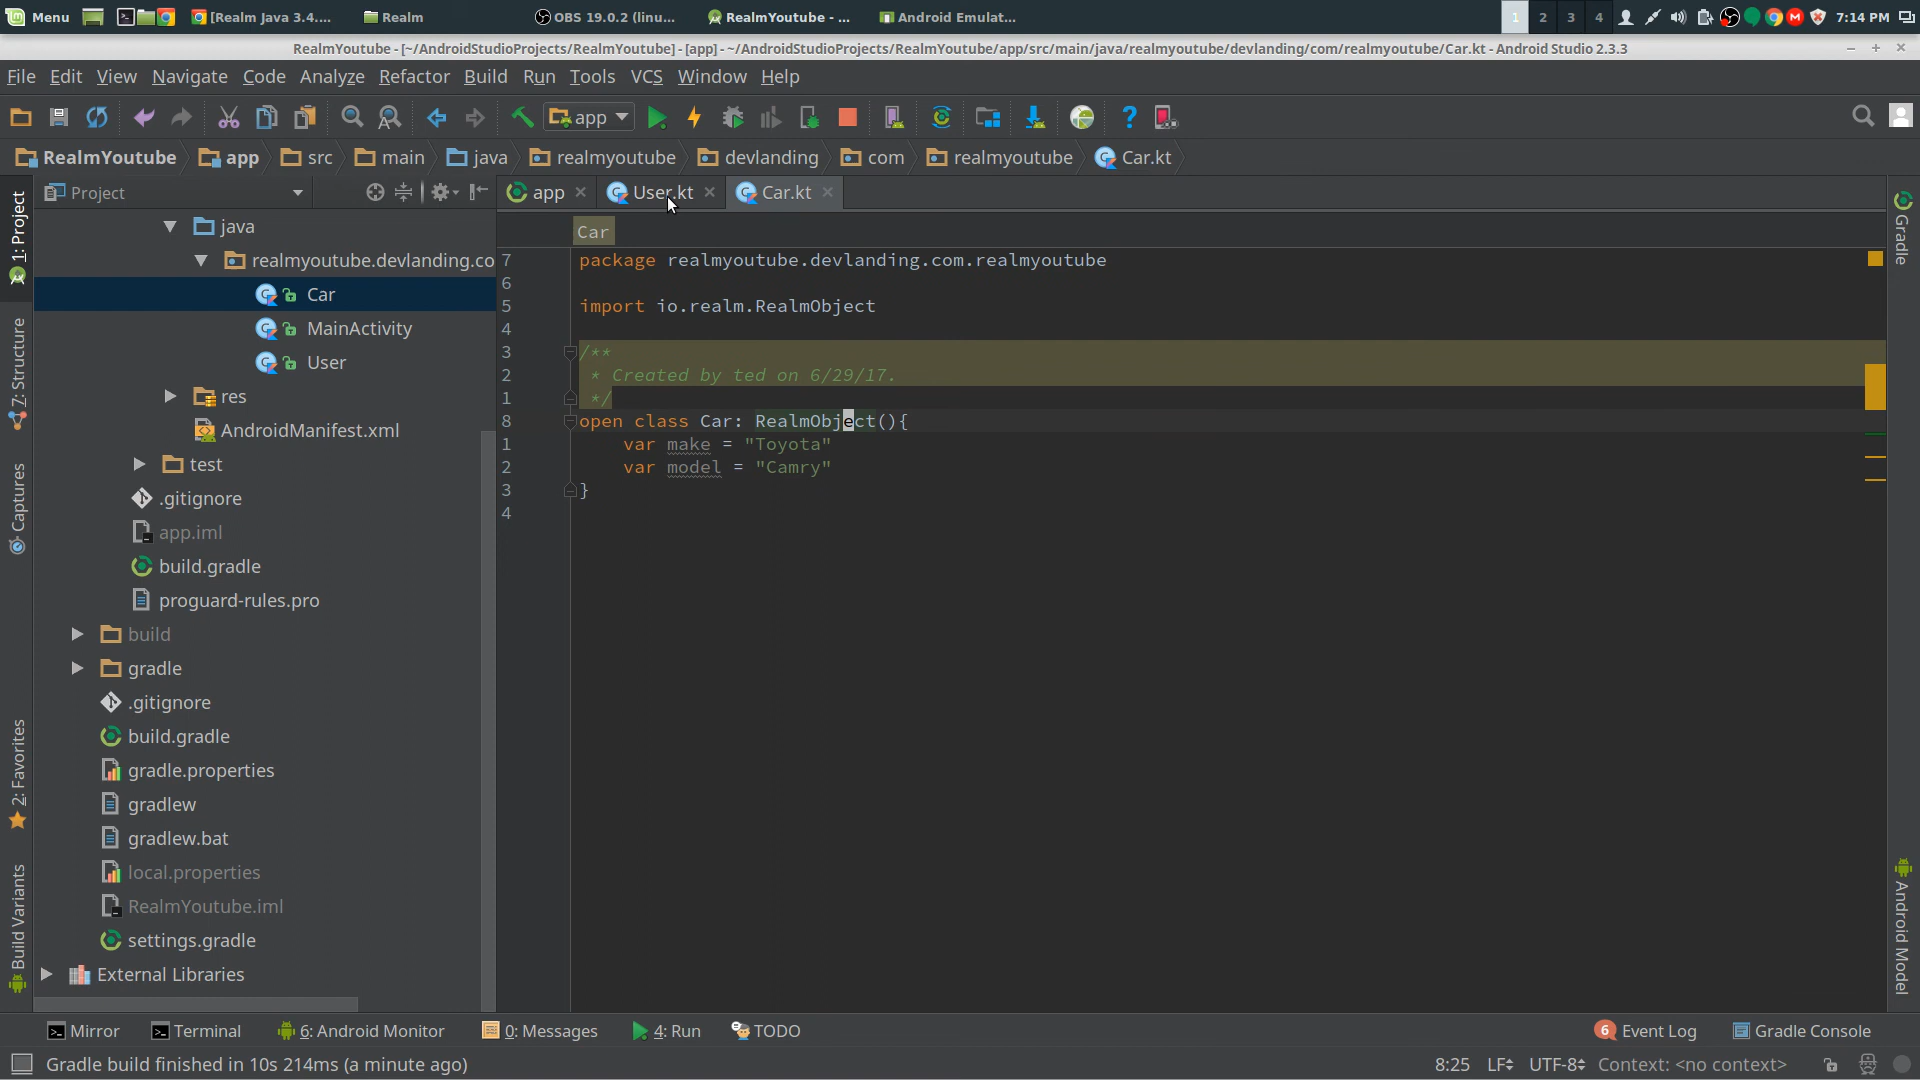 Menu [Realm Java 3.4.... Realm OBS 19.0.2 (linu... RealmYoutube - ... Android Emulat... 1 2 3 4 7:14 PM
RealmYoutube - [~/AndroidStudioProjects/RealmYoutube] - [app] - ~/AndroidStudioProjects/RealmYoutube/app/src/main/java/realmyoutube/devlanding/com/realmyoutube/Car.kt - Android Studio 2.3.3
File Edit View Navigate Code Analyze Refactor Build Run Tools VCS Window Help
app
RealmYoutube app src main java realmyoutube devlanding com realmyoutube Car.kt
Project app User.kt Car.kt
Car
java
realmyoutube.devlanding.co
Car
MainActivity
User
res
AndroidManifest.xml
test
.gitignore
app.iml
build.gradle
proguard-rules.pro
build
gradle
.gitignore
build.gradle
gradle.properties
gradlew
gradlew.bat
local.properties
RealmYoutube.iml
settings.gradle
External Libraries
7 package realmyoutube.devlanding.com.realmyoutube
6
5 import io.realm.RealmObject
4
3 /**
2 * Created by ted on 6/29/17.
1 */
8 open class Car: RealmObject(){
1 var make = "Toyota"
2 var model = "Camry"
3 }
4
1: Project
7: Structure
Captures
2: Favorites
Build Variants
Gradle
Android Model
Mirror Terminal 6: Android Monitor 0: Messages 4: Run TODO 6 Event Log Gradle Console
Gradle build finished in 10s 214ms (a minute ago) 8:25 LF UTF-8 Context: <no context>